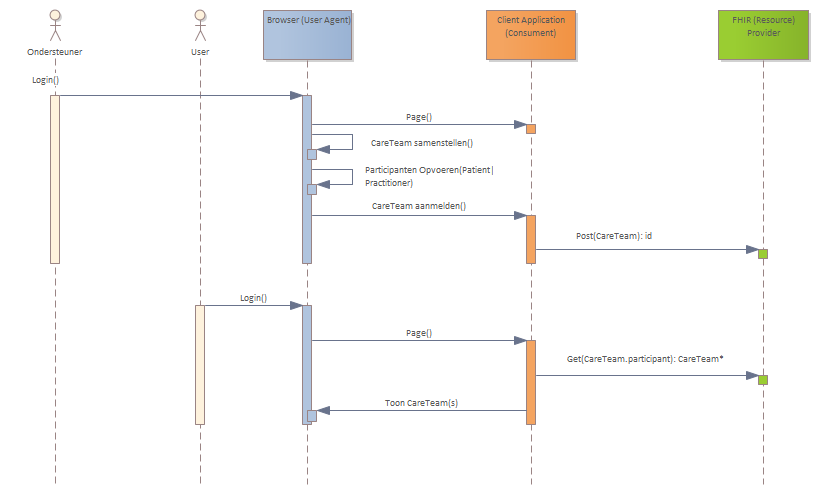 Browser (User Agent)
Client Application
(Consument)
FHIR (Resource)
Provider
Ondersteuner
User
Login()
Page()
CareTeam samenstellen()
Participanten Opvoeren(Patient|
Practitioner)
CareTeam aanmelden()
Post(CareTeam): id
Login()
Page()
Get(CareTeam.participant): CareTeam*
Toon CareTeam(s)